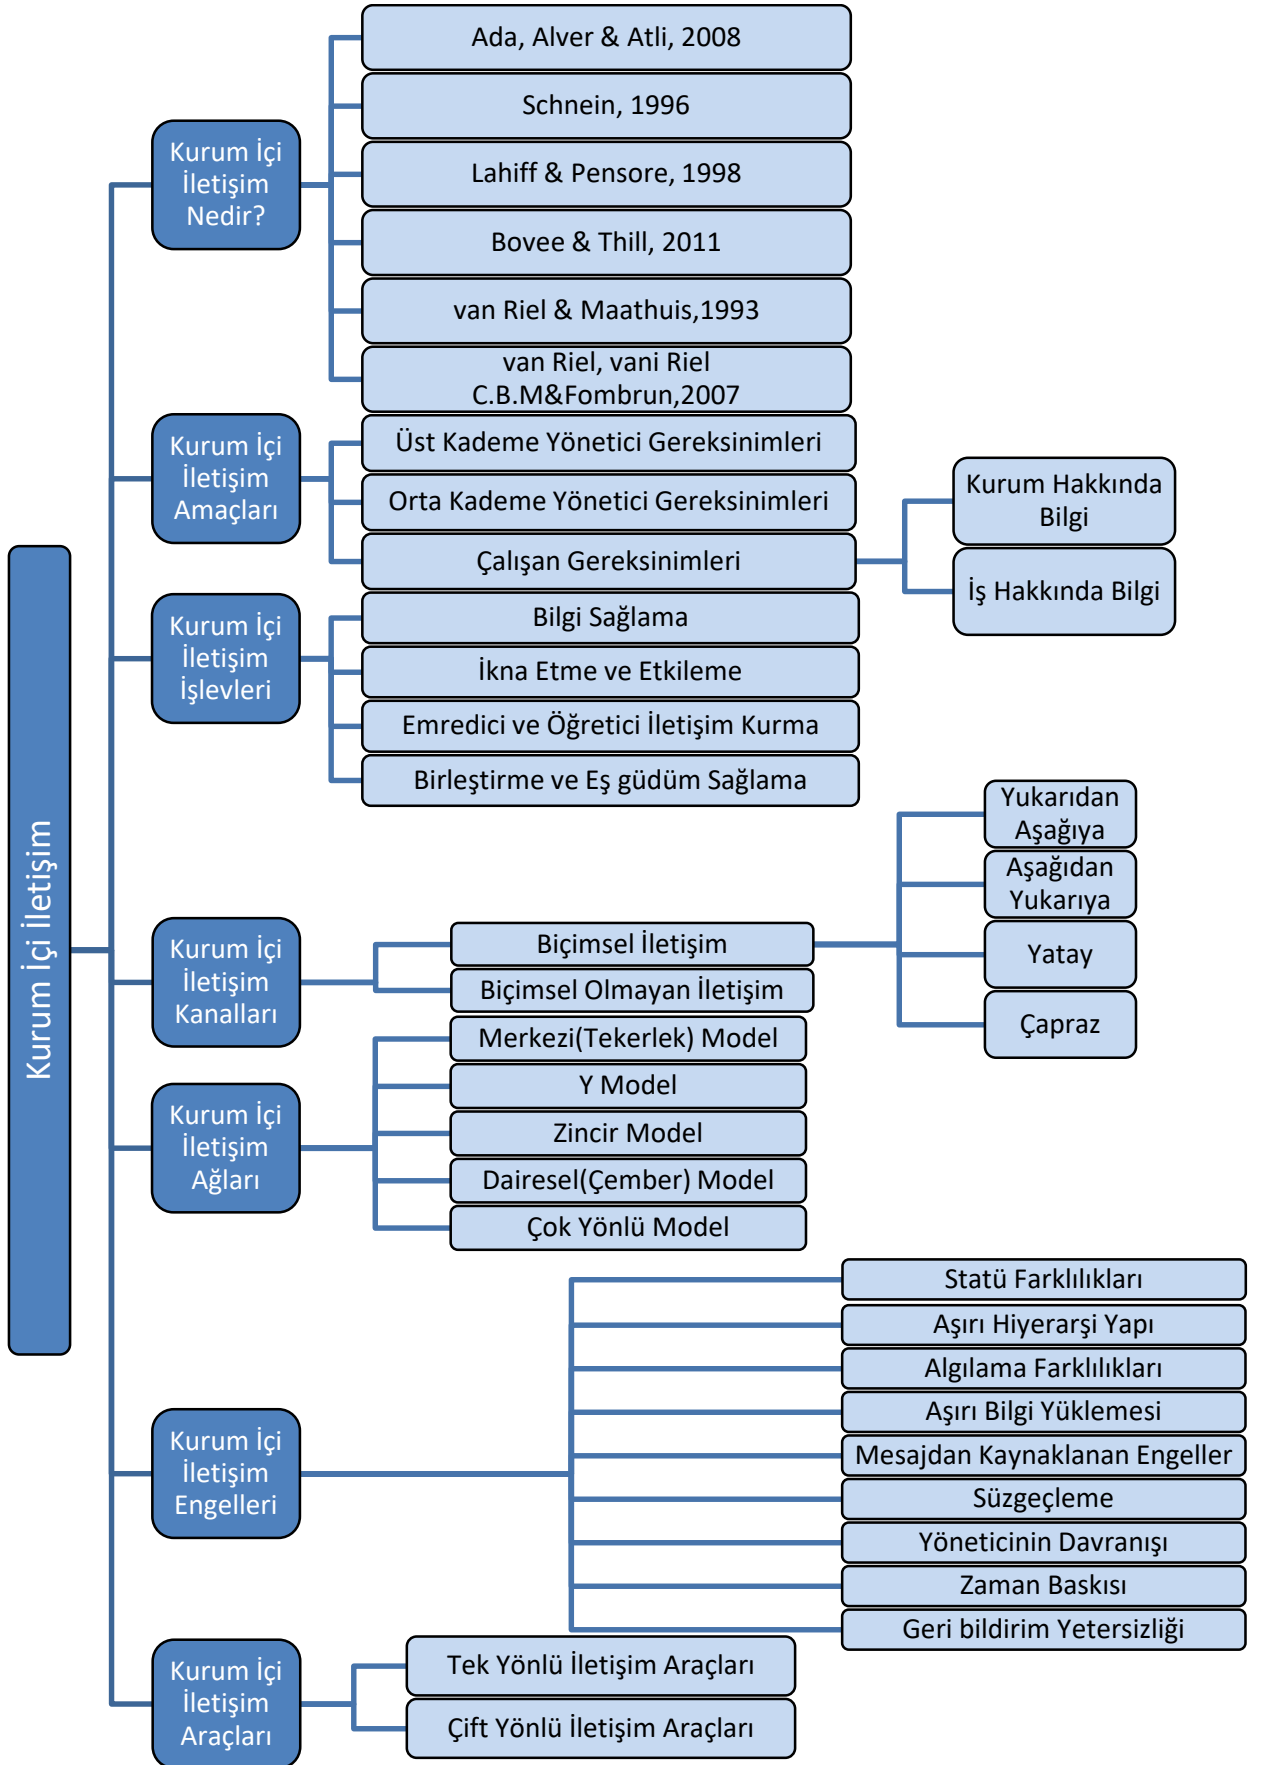 Kurum İçi İletişim
Kurum İçi
İletişim
Nedir?
Ada, Alver & Atli, 2008
Schnein, 1996
Lahiff & Pensore, 1998
Bovee & Thill, 2011
van Riel & Maathuis,1993
van Riel, vani Riel
C.B.M&Fombrun,2007
Kurum İçi
İletişim
Amaçları
Üst Kademe Yönetici Gereksinimleri
Orta Kademe Yönetici Gereksinimleri
Çalışan Gereksinimleri
Kurum Hakkında
Bilgi
İş Hakkında Bilgi
Kurum İçi
İletişim
İşlevleri
Bilgi Sağlama
İkna Etme ve Etkileme
Emredici ve Öğretici İletişim Kurma
Birleştirme ve Eş güdüm Sağlama
Kurum İçi
İletişim
Kanalları
Biçimsel İletişim
Yukarıdan
Aşağıya
Aşağıdan
Yukarıya
Yatay
Çapraz
Biçimsel Olmayan İletişim
Kurum İçi
İletişim
Ağları
Merkezi(Tekerlek) Model
Y Model
Zincir Model
Dairesel(Çember) Model
Çok Yönlü Model
Kurum İçi
İletişim
Engelleri
Statü Farklılıkları
Aşırı Hiyerarşi Yapı
Algılama Farklılıkları
Aşırı Bilgi Yüklemesi
Mesajdan Kaynaklanan Engeller
Süzgeçleme
Yöneticinin Davranışı
Zaman Baskısı
Geri bildirim Yetersizliği
Kurum İçi
İletişim
Araçları
Tek Yönlü İletişim Araçları
Çift Yönlü İletişim Araçları